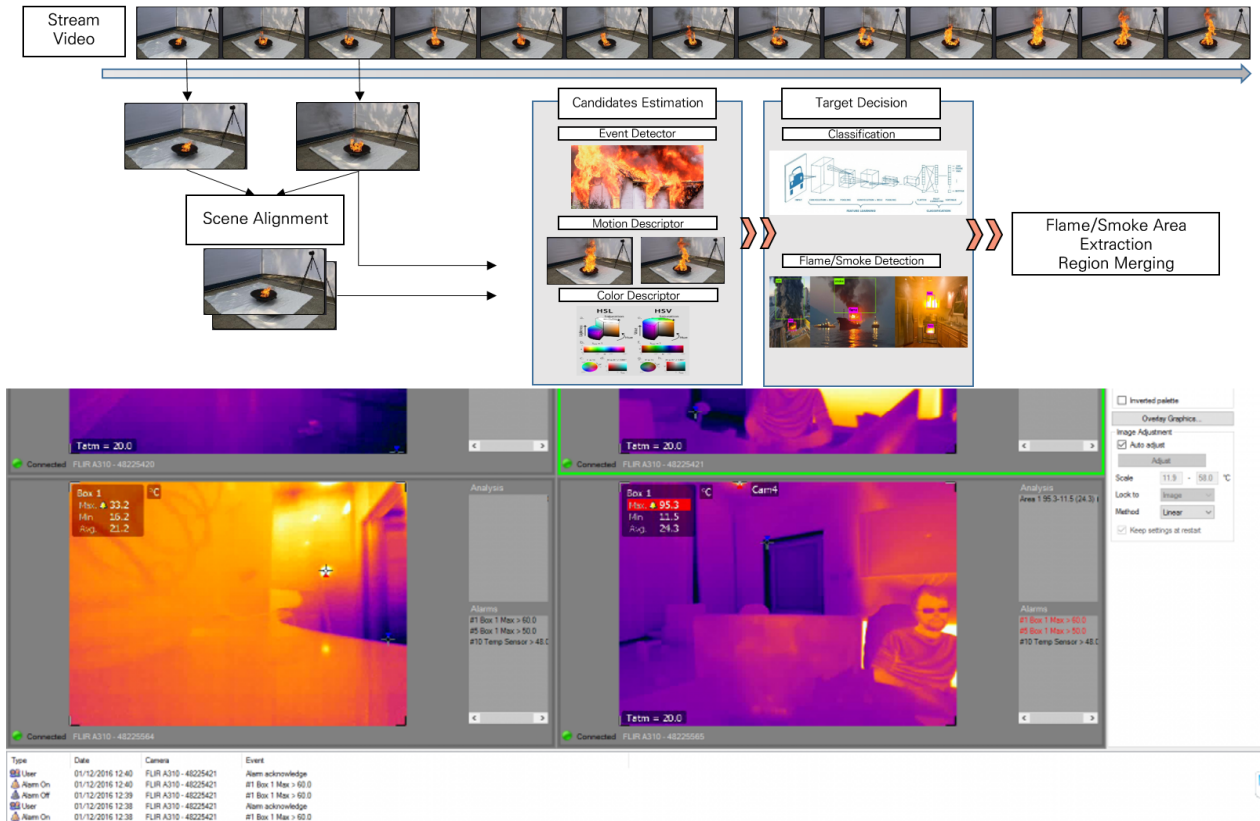 Stream
Video
Scene Alignment
Candidates Estimation
Event Detector
Motion Descriptor
Color Descriptor
HSL
HSV
Target Decision
Classification
Flame/Smoke Detection
Flame/Smoke Area
Extraction
Region Merging
Tatm = 20.0
Connected FLIR A310 - 48225420
Tatm = 20.0
Connected FLIR A310 - 48225421
Inverted palette
Overlay Graphics...
Image Adjustment
Auto adjust
Adjust
Scale 11.9 - 58.0 °C
Lock to Image
Method Linear
Keep settings at restart
Box 1 °C
Max. 33.2
Min 16.2
Avg. 21.2
Analysis
Alarms
#1 Box 1 Max > 60.0
#5 Box 1 Max > 50.0
#10 Temp Sensor > 48.0
Connected FLIR A310 - 48225564
Box 1 °C Cam4
Max. 95.3
Min 11.5
Avg. 24.3
Tatm = 20.0
Analysis
Area 1 95.3-11.5 (24.3)
Alarms
#1 Box 1 Max > 60.0
#5 Box 1 Max > 50.0
#10 Temp Sensor > 48.0
Connected FLIR A310 - 48225565
Type Date Camera Event
User 01/12/2016 12:40 FLIR A310 - 48225421 Alarm acknowledge
Alarm On 01/12/2016 12:40 FLIR A310 - 48225421 #1 Box 1 Max > 60.0
Alarm Off 01/12/2016 12:39 FLIR A310 - 48225421 #1 Box 1 Max > 60.0
User 01/12/2016 12:38 FLIR A310 - 48225421 Alarm acknowledge
Alarm On 01/12/2016 12:38 FLIR A310 - 48225421 #1 Box 1 Max > 60.0